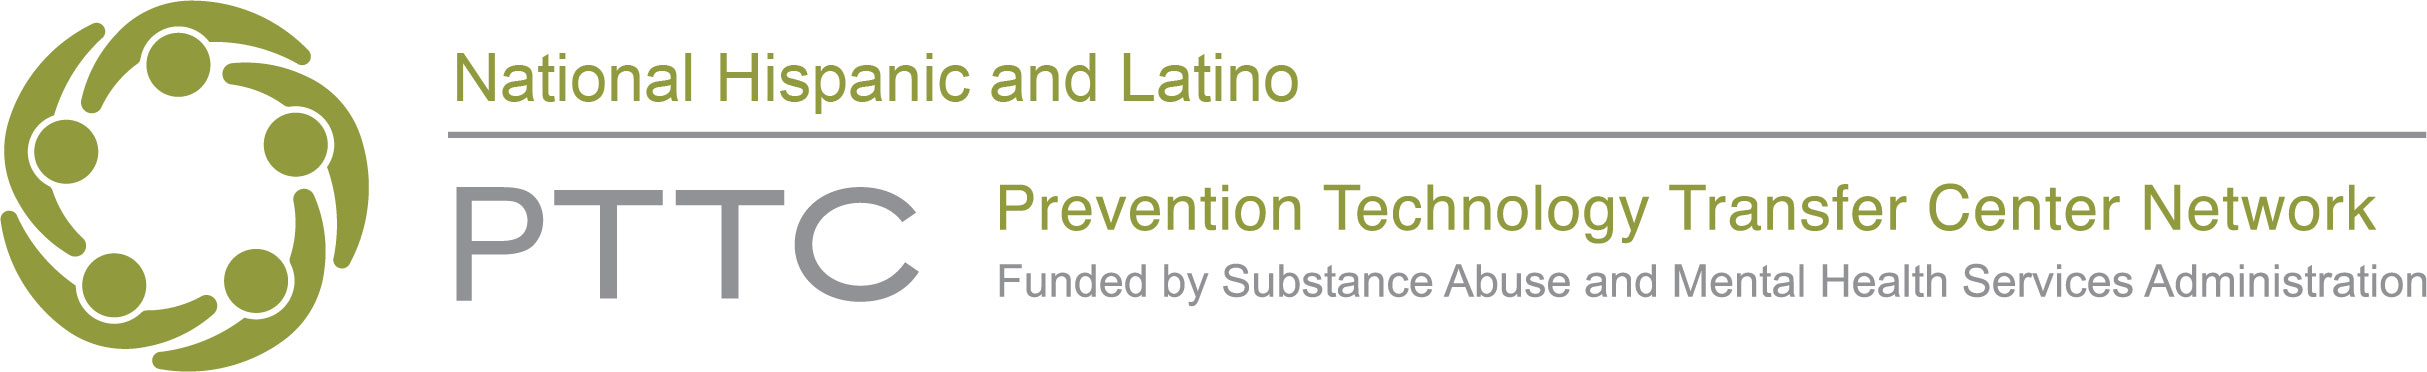 National Hispanic and Latino
PTTC
Prevention Technology Transfer Center Network
Funded by Substance Abuse and Mental Health Services Administration